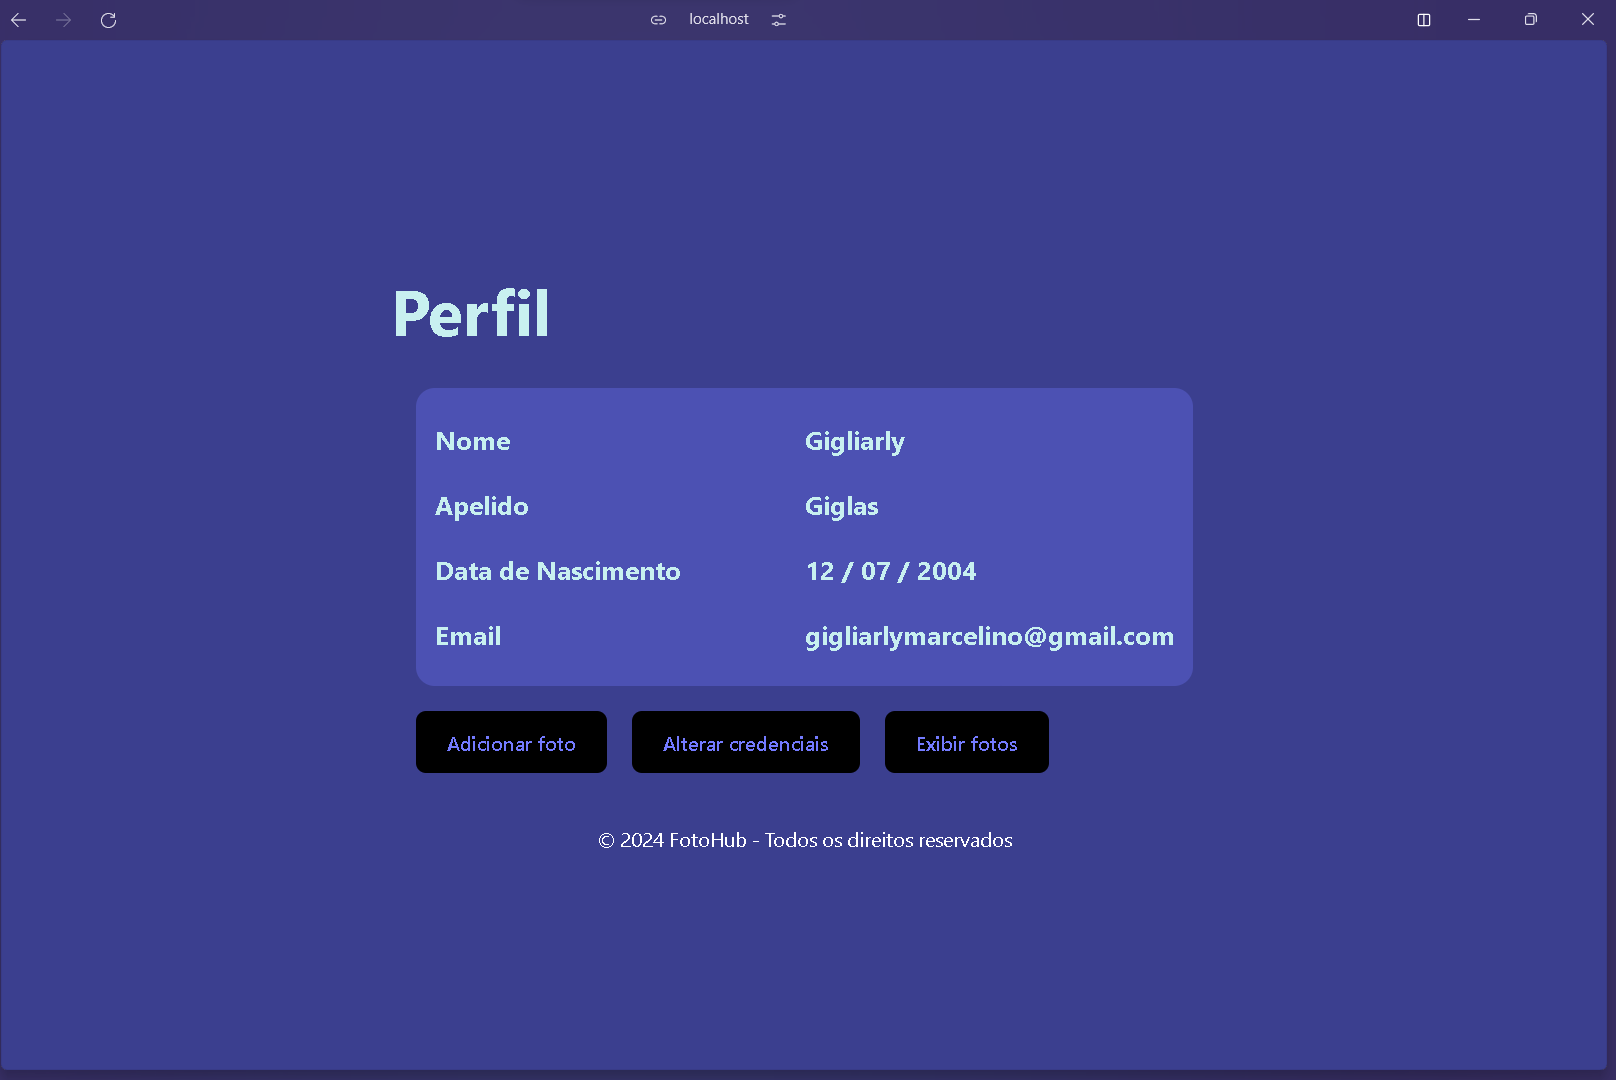 localhost
Perfil
Nome Gigliarly
Apelido Giglas
Data de Nascimento 12 / 07 / 2004
Email gigliarlymarcelino@gmail.com
Adicionar foto Alterar credenciais Exibir fotos
© 2024 FotoHub - Todos os direitos reservados